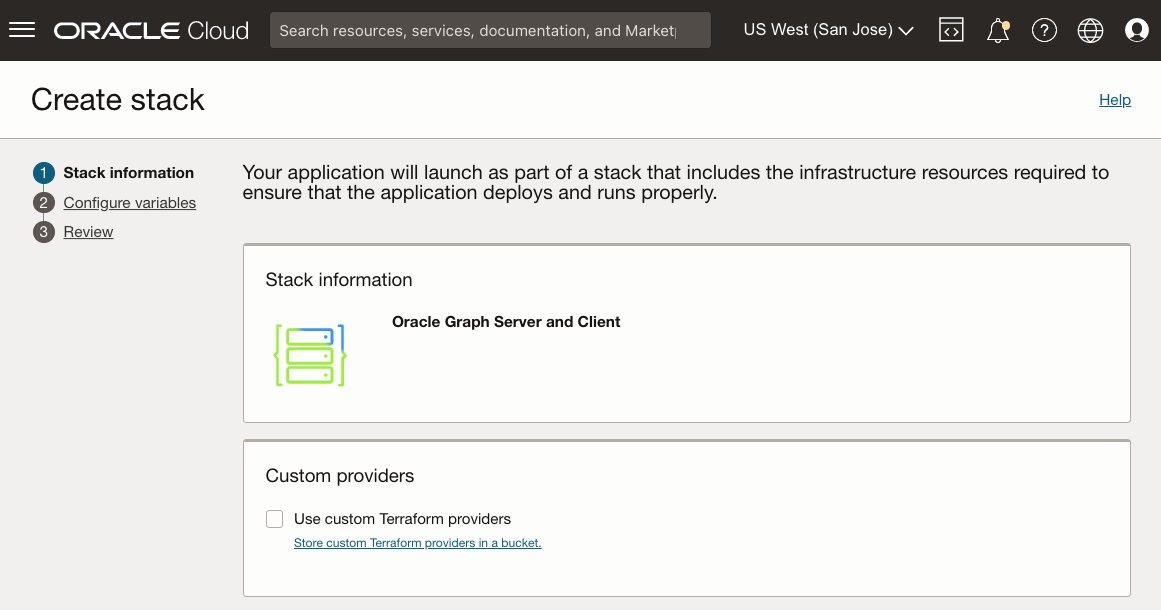 ORACLE Cloud
Search resources, services, documentation, and Market
US West (San Jose)
Create stack
Help
1 Stack information
2 Configure variables
3 Review
Your application will launch as part of a stack that includes the infrastructure resources required to
ensure that the application deploys and runs properly.
Stack information
Oracle Graph Server and Client
Custom providers
Use custom Terraform providers
Store custom Terraform providers in a bucket.